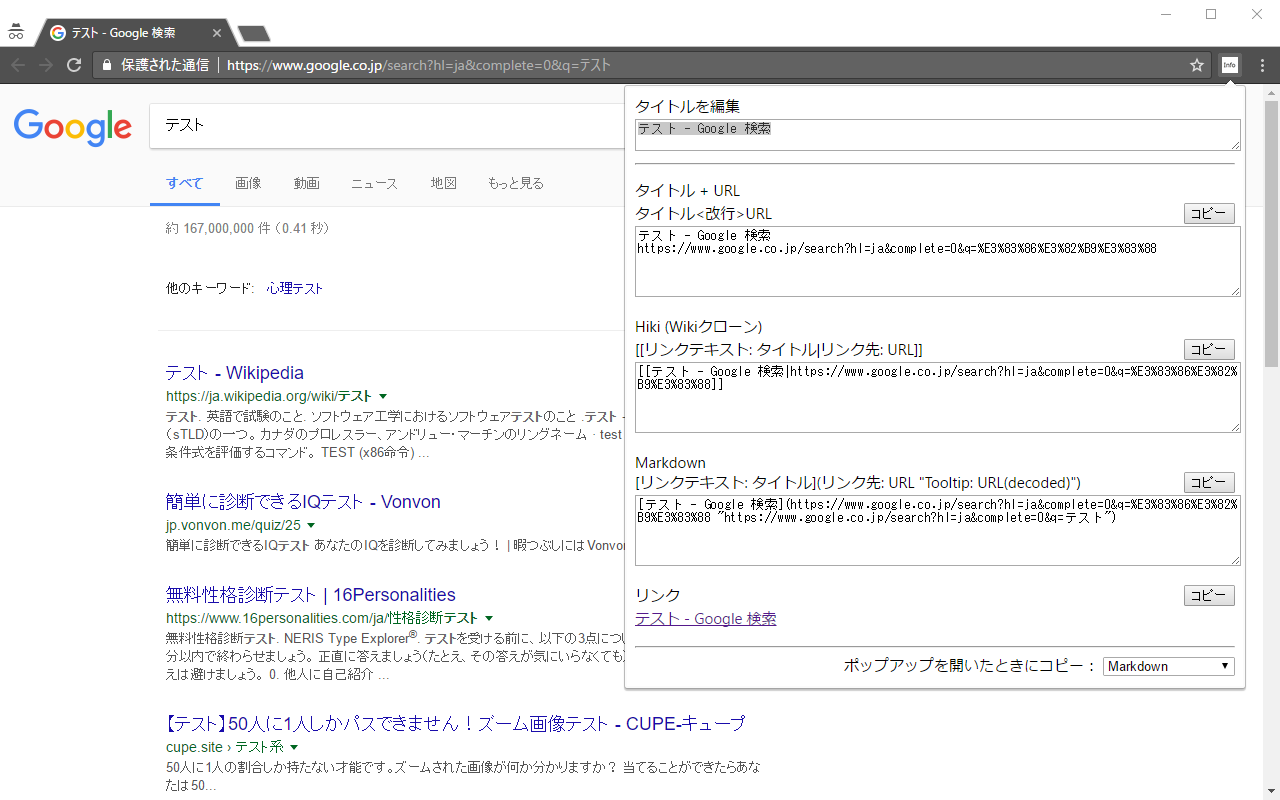 テスト - Google 検索
保護された通信 | https://www.google.co.jp/search?hl=ja&complete=0&q=テスト
Info
Google
テスト
すべて 画像 動画 ニュース 地図 もっと見る
約 167,000,000 件 (0.41 秒)
他のキーワード: 心理テスト
テスト - Wikipedia
https://ja.wikipedia.org/wiki/テスト
テスト. 英語で試験のこと. ソフトウェア工学におけるソフトウェアテストのこと .テスト -
(sTLD)の一つ。カナダのプロレスラー、アンドリュー・マーチンのリングネーム · test
条件式を評価するコマンド。 TEST (x86命令) ...
簡単に診断できるIQテスト - Vonvon
jp.vonvon.me/quiz/25
簡単に診断できるIQテスト あなたのIQを診断してみましょう! | 暇つぶしには Vonvon
無料性格診断テスト | 16Personalities
https://www.16personalities.com/ja/性格診断テスト
無料性格診断テスト. NERIS Type Explorer®. テストを受ける前に、以下の3点につい
分以内で終わらせましょう。 正直に答えましょう(たとえ、その答えが気にいらなくても)
えは避けましょう。 0. 他人に自己紹介 ...
【テスト】50人に1人しかパスできません!ズーム画像テスト - CUPE-キューブ
cupe.site › テスト系
50人に1人の割合しか持たない才能です。ズームされた画像が何か分かりますか? 当てることができたらあな
たは50...
タイトルを編集
テスト - Google 検索
タイトル + URL
タイトル<改行>URL コピー
テスト - Google 検索
https://www.google.co.jp/search?hl=ja&complete=0&q=%E3%83%86%E3%82%B9%E3%83%88
Hiki (Wikiクローン)
[[リンクテキスト: タイトル|リンク先: URL]] コピー
[[テスト - Google 検索|https://www.google.co.jp/search?hl=ja&complete=0&q=%E3%83%86%E3%82%
B9%E3%83%88]]
Markdown
[リンクテキスト: タイトル](リンク先: URL "Tooltip: URL(decoded)") コピー
[テスト - Google 検索](https://www.google.co.jp/search?hl=ja&complete=0&q=%E3%83%86%E3%82%
B9%E3%83%88 "https://www.google.co.jp/search?hl=ja&complete=0&q=テスト")
リンク コピー
テスト - Google 検索
ポップアップを開いたときにコピー: Markdown